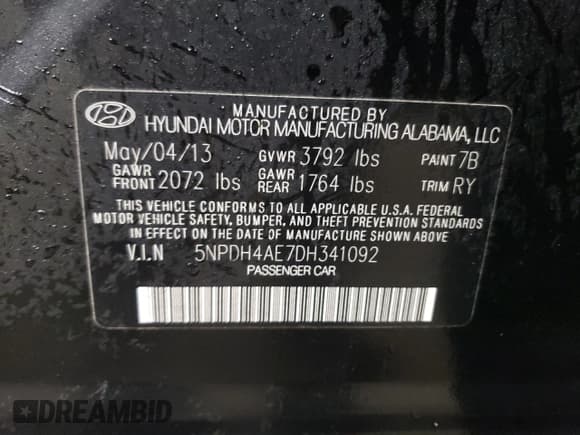 MANUFACTURED BY
HYUNDAI MOTOR MANUFACTURING ALABAMA, LLC
May/04/13 GVWR 3792 lbs PAINT 7B
GAWR FRONT 2072 lbs GAWR REAR 1764 lbs TRIM RY
THIS VEHICLE CONFORMS TO ALL APPLICABLE U.S.A. FEDERAL
MOTOR VEHICLE SAFETY, BUMPER, AND THEFT PREVENTION STANDARDS
IN EFFECT ON THE DATE OF MANUFACTURE SHOWN ABOVE
V.I.N 5NPDH4AE7DH341092
PASSENGER CAR
DREAMBID